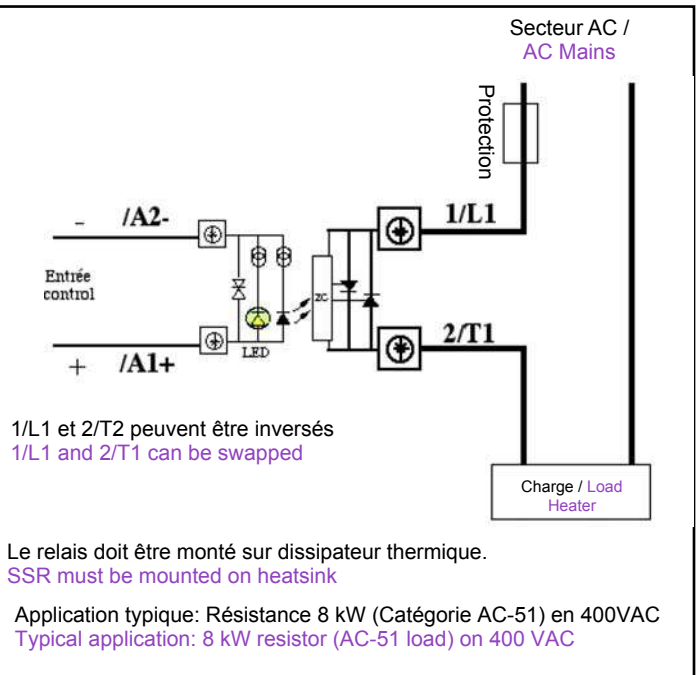 Secteur AC /
AC Mains
Protection
- /A2-
1/L1
Entrée
control
ZC
LED
+ /A1+
2/T1
1/L1 et 2/T2 peuvent être inversés
1/L1 and 2/T1 can be swapped
Charge / Load
Heater
Le relais doit être monté sur dissipateur thermique.
SSR must be mounted on heatsink
Application typique: Résistance 8 kW (Catégorie AC-51) en 400VAC
Typical application: 8 kW resistor (AC-51 load) on 400 VAC